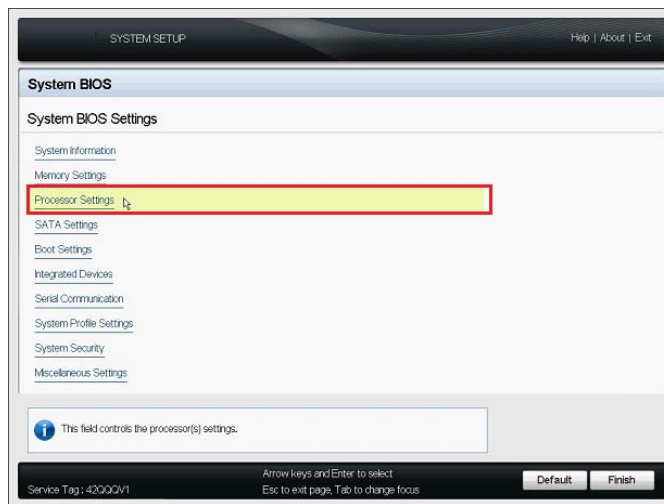 SYSTEM SETUP
Help | About | Exit
System BIOS
System BIOS Settings
System Information
Memory Settings
Processor Settings
SATA Settings
Boot Settings
Integrated Devices
Serial Communication
System Profile Settings
System Security
Miscellaneous Settings
This field controls the processor(s) settings.
Service Tag : 42QQQV1
Arrow keys and Enter to select
Esc to exit page, Tab to change focus
Default
Finish